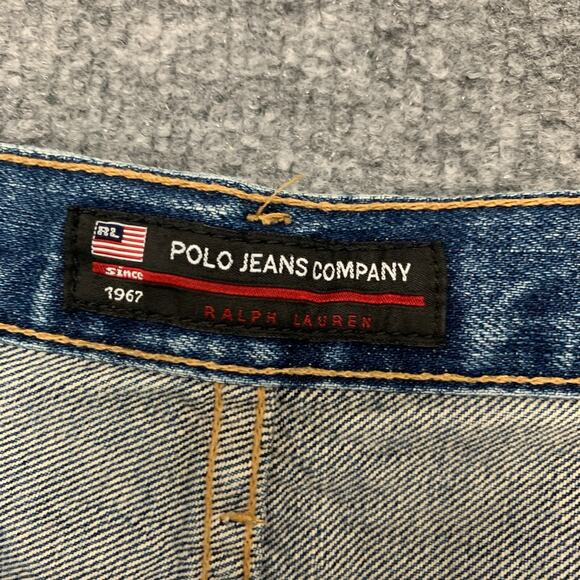 RL
POLO JEANS COMPANY
Since
1967
RALPH LAUREN